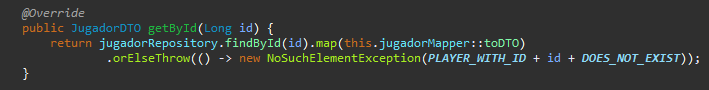 @Override
public JugadorDTO getById(Long id) {
return jugadorRepository.findById(id).map(this.jugadorMapper::toDTO)
.orElseThrow(() -> new NoSuchElementException(PLAYER_WITH_ID + id + DOES_NOT_EXIST));
}